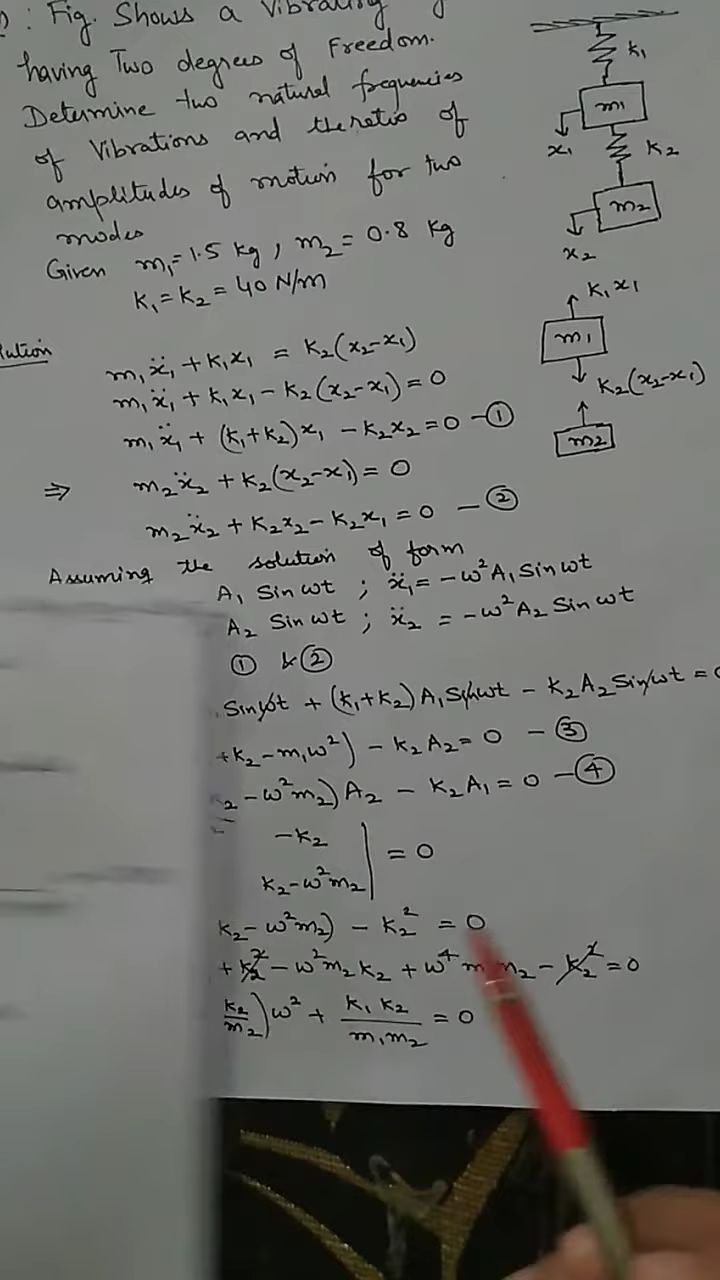 : Fig. Shows a Vibrating
having Two degrees of Freedom.
Determine two natural frequencies
of Vibrations and the ratio of
amplitudes of motion for two
modes
Given m₁=1.5 kg, m₂=0.8 kg
K₁=K₂=40 N/m
K₁
m₁
x₁
K₂
m₂
x₂
K₁x₁
m₁
K₂(x₂-x₁)
m₂
lution
m₁ẍ₁+K₁x₁ = K₂(x₂-x₁)
m₁ẍ₁+K₁x₁-K₂(x₂-x₁)=0
m₁ẍ₁+(K₁+K₂)x₁-K₂x₂=0 -①
⇒ m₂ẍ₂+K₂(x₂-x₁)=0
m₂ẍ₂+K₂x₂-K₂x₁=0 -②
Assuming the solution of form
A₁ Sin ωt ; ẍ₁=-ω²A₁ Sin ωt
A₂ Sin ωt ; ẍ₂ = -ω²A₂ Sin ωt
① & ②
Sin ωt + (K₁+K₂)A₁ Sin ωt - K₂A₂ Sin ωt = 0
+K₂-m₁ω²) - K₂A₂=0 -③
₂-ω²m₂)A₂ - K₂A₁=0 -④
-K₂
K₂-ω²m₂ | = 0
K₂-ω²m₂) - K₂² = 0
+K₂² - ω²m₂K₂ + ω⁴ m m₂ - K₂² = 0
K₂/m₂)ω² + K₁K₂/m₁m₂ = 0